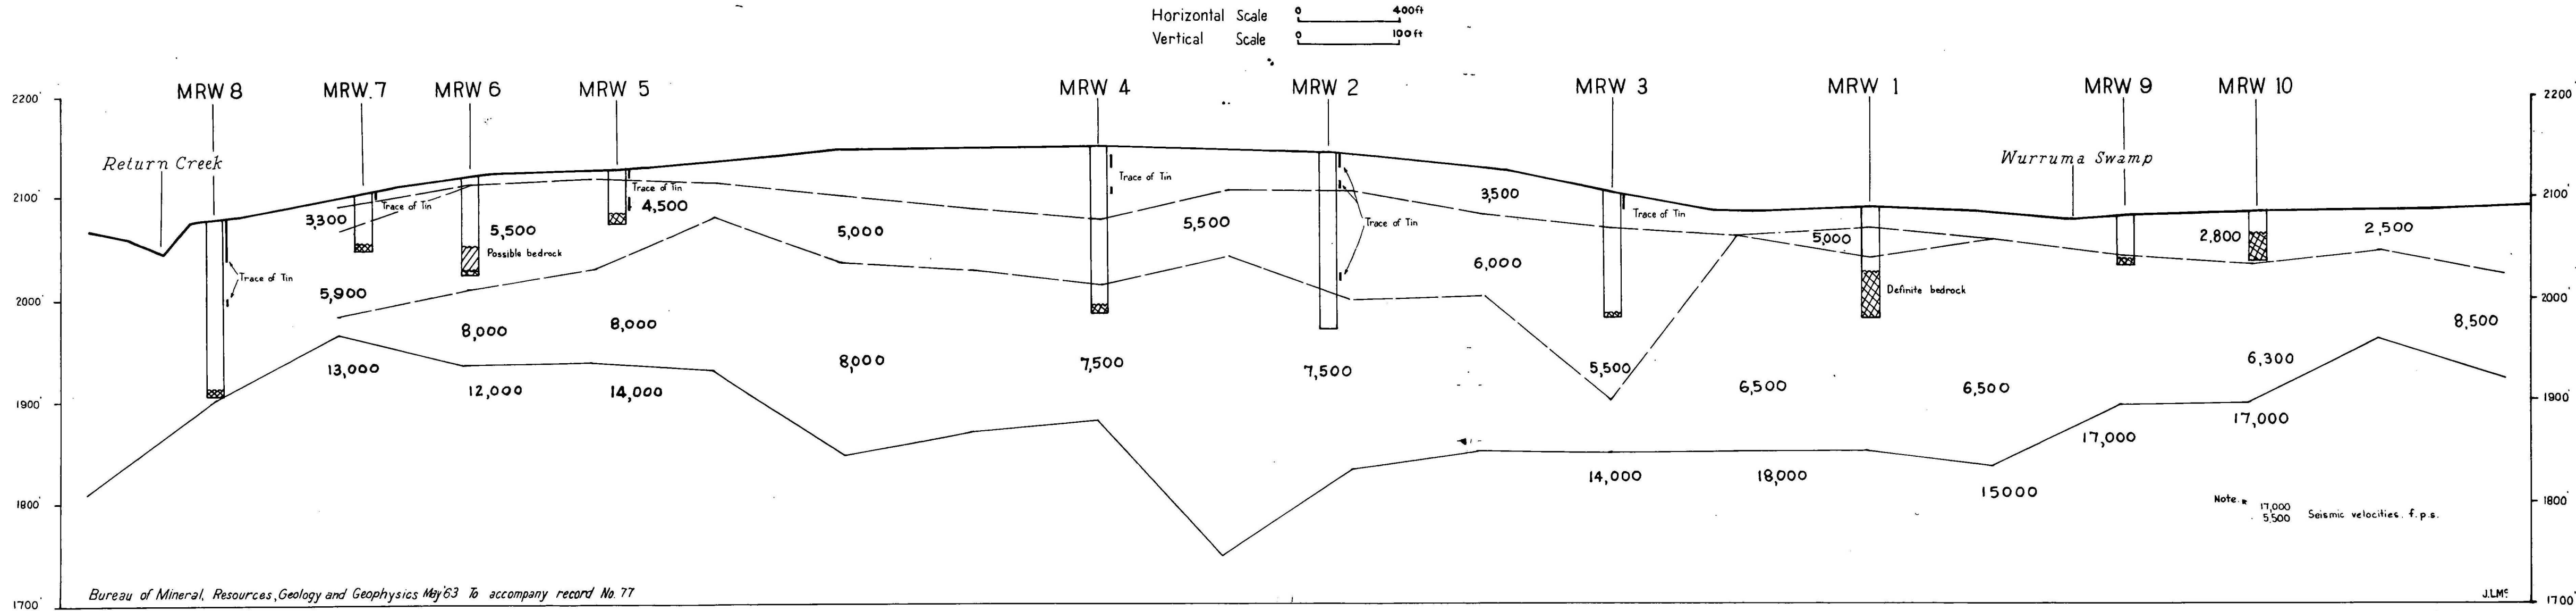 Horizontal Scale 0 400ft
Vertical Scale 0 100ft
MRW 8 MRW 7 MRW 6 MRW 5 MRW 4 MRW 2 MRW 3 MRW 1 MRW 9 MRW 10
2200' 2200'
Return Creek Wurruma Swamp
Trace of Tin
Trace of Tin
2100' 2100'
4,500
3,500
Trace of Tin
Trace of Tin
3,300
5,500
5,000
5,500
Trace of Tin
5,000
2,800
2,500
Possible bedrock
6,000
Trace of Tin
5,900
Definite bedrock
2000' 2000'
8,000
8,000
8,500
8,000
7,500
7,500
5,500
6,300
13,000
12,000
14,000
6,500
6,500
1900' 1900'
17,000
17,000
14,000
18,000
15000
1800' 1800'
Note. 17,000
5,500 Seismic velocities. f.p.s.
Bureau of Mineral, Resources, Geology and Geophysics May '63 To accompany record No. 77
J.L.Mc.
1700' 1700'